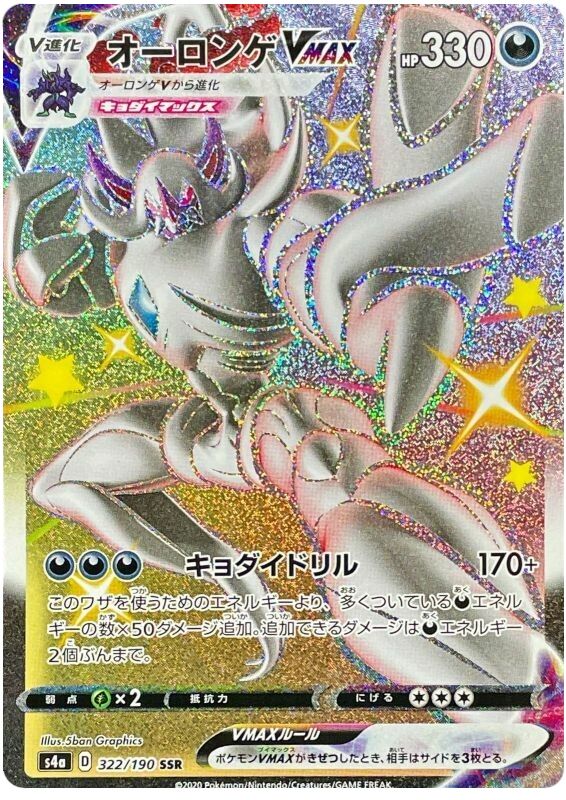 V進化
オーロンゲVMAX
HP330
オーロンゲVから進化
キョダイマックス
キョダイドリル 170+
このワザを使うためのエネルギーより、多くついているエネル
ギーの数×50ダメージ追加。追加できるダメージはエネルギー
2個ぶんまで。
弱点 ×2 抵抗力 にげる
Illus.5ban Graphics
VMAXルール
ポケモンVMAXがきぜつしたとき、相手はサイドを3枚とる。
s4a D 322/190 SSR
©2020 Pokémon/Nintendo/Creatures/GAME FREAK.